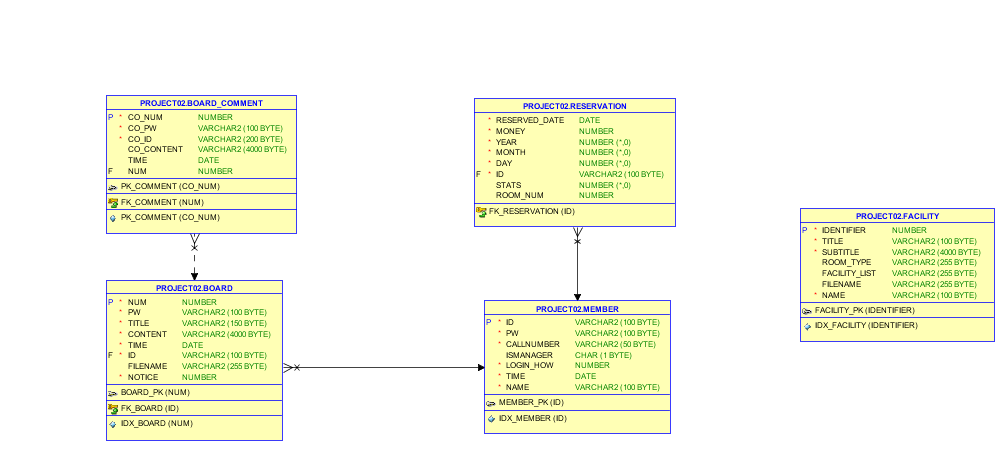 PROJECT02.BOARD_COMMENT
P * CO_NUM NUMBER
* CO_PW VARCHAR2 (100 BYTE)
* CO_ID VARCHAR2 (200 BYTE)
CO_CONTENT VARCHAR2 (4000 BYTE)
TIME DATE
F NUM NUMBER
PK_COMMENT (CO_NUM)
FK_COMMENT (NUM)
PK_COMMENT (CO_NUM)
PROJECT02.RESERVATION
* RESERVED_DATE DATE
* MONEY NUMBER
* YEAR NUMBER (*,0)
* MONTH NUMBER (*,0)
* DAY NUMBER (*,0)
F * ID VARCHAR2 (100 BYTE)
STATS NUMBER (*,0)
ROOM_NUM NUMBER
FK_RESERVATION (ID)
PROJECT02.FACILITY
P * IDENTIFIER NUMBER
* TITLE VARCHAR2 (100 BYTE)
* SUBTITLE VARCHAR2 (4000 BYTE)
ROOM_TYPE VARCHAR2 (255 BYTE)
FACILITY_LIST VARCHAR2 (255 BYTE)
FILENAME VARCHAR2 (255 BYTE)
* NAME VARCHAR2 (100 BYTE)
FACILITY_PK (IDENTIFIER)
IDX_FACILITY (IDENTIFIER)
PROJECT02.BOARD
P * NUM NUMBER
* PW VARCHAR2 (100 BYTE)
* TITLE VARCHAR2 (150 BYTE)
* CONTENT VARCHAR2 (4000 BYTE)
* TIME DATE
F * ID VARCHAR2 (100 BYTE)
FILENAME VARCHAR2 (255 BYTE)
* NOTICE NUMBER
BOARD_PK (NUM)
FK_BOARD (ID)
IDX_BOARD (NUM)
PROJECT02.MEMBER
P * ID VARCHAR2 (100 BYTE)
* PW VARCHAR2 (100 BYTE)
* CALLNUMBER VARCHAR2 (50 BYTE)
ISMANAGER CHAR (1 BYTE)
* LOGIN_HOW NUMBER
* TIME DATE
* NAME VARCHAR2 (100 BYTE)
MEMBER_PK (ID)
IDX_MEMBER (ID)